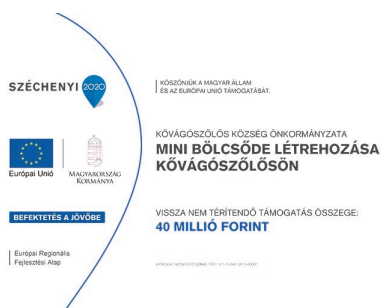 SZÉCHENYI 2020
KÖSZÖNJÜK A MAGYAR ÁLLAM
ÉS AZ EURÓPAI UNIÓ TÁMOGATÁSÁT.
KŐVÁGÓSZŐLŐS KÖZSÉG ÖNKORMÁNYZATA
MINI BÖLCSŐDE LÉTREHOZÁSA
KŐVÁGÓSZŐLŐSÖN
Európai Unió
MAGYARORSZÁG
KORMÁNYA
BEFEKTETÉS A JÖVŐBE
VISSZA NEM TÉRÍTENDŐ TÁMOGATÁS ÖSSZEGE:
40 MILLIÓ FORINT
Európai Regionális
Fejlesztési Alap